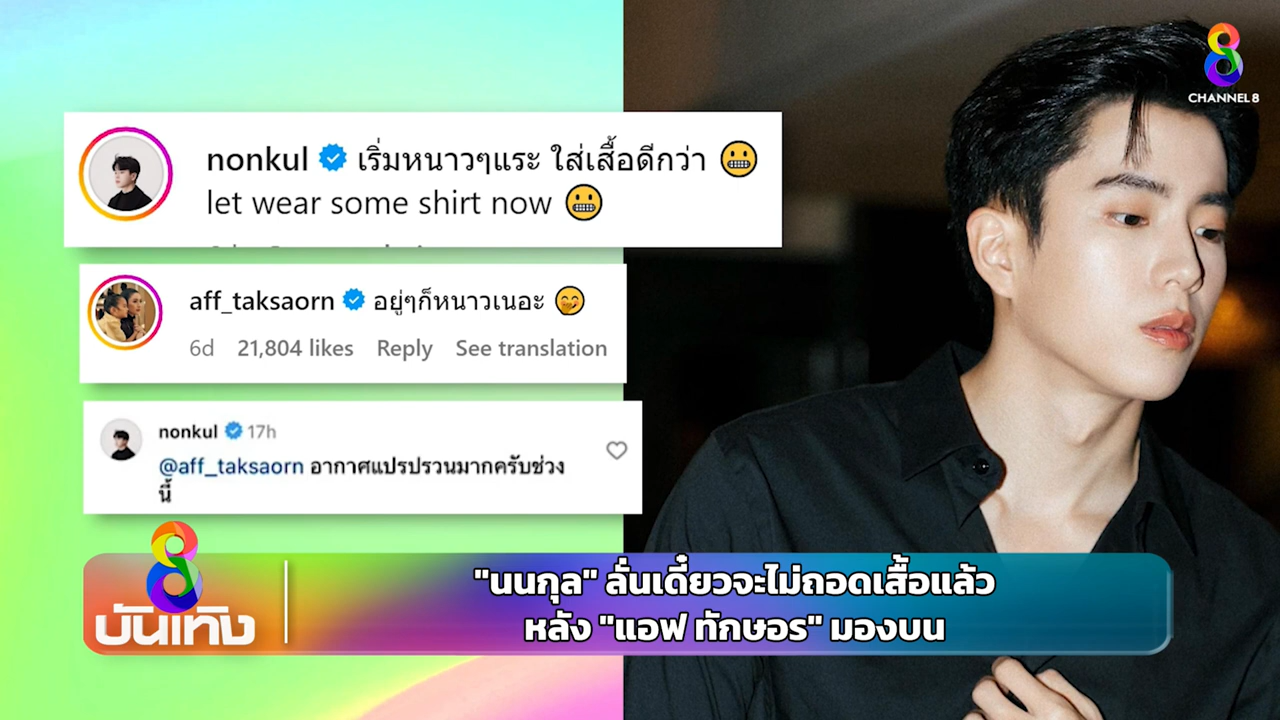 CHANNEL 8
nonkul เริ่มหนาวๆแระ ใส่เสื้อดีกว่า 😬
let wear some shirt now 😬
aff_taksaorn อยู่ๆก็หนาวเนอะ 🤭
6d 21,804 likes Reply See translation
nonkul 17h
@aff_taksaorn อากาศแปรปรวนมากครับช่วง
นี้
8
บันเทิง
"นนกุล" ลั่นเดี๋ยวจะไม่ถอดเสื้อแล้ว
หลัง "แอฟ ทักษอร" มองบน